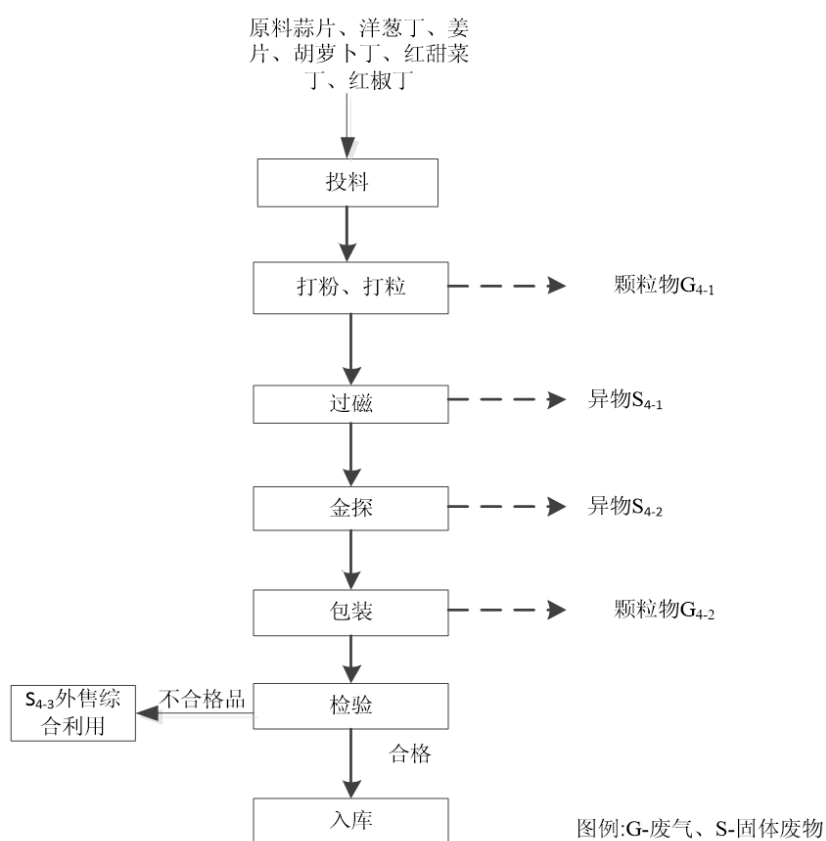 原料蒜片、洋葱丁、姜
片、胡萝卜丁、红甜菜
丁、红椒丁
投料
打粉、打粒
颗粒物G4-1
过磁
异物S4-1
金探
异物S4-2
包装
颗粒物G4-2
S4-3外售综
合利用
不合格品
检验
合格
入库
图例:G-废气、S-固体废物